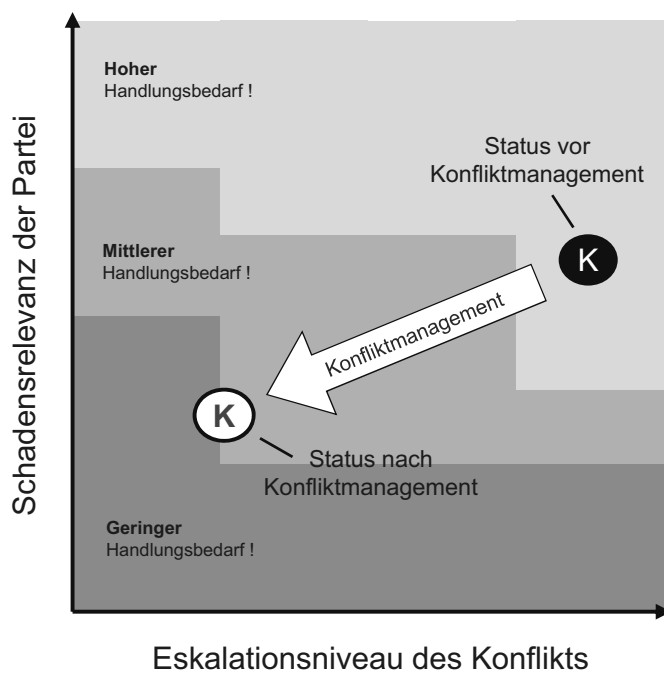 Schadensrelevanz der Partei
Hoher
Handlungsbedarf !
Status vor
Konfliktmanagement
K
Mittlerer
Handlungsbedarf !
Konfliktmanagement
K
Status nach
Konfliktmanagement
Geringer
Handlungsbedarf !
Eskalationsniveau des Konflikts